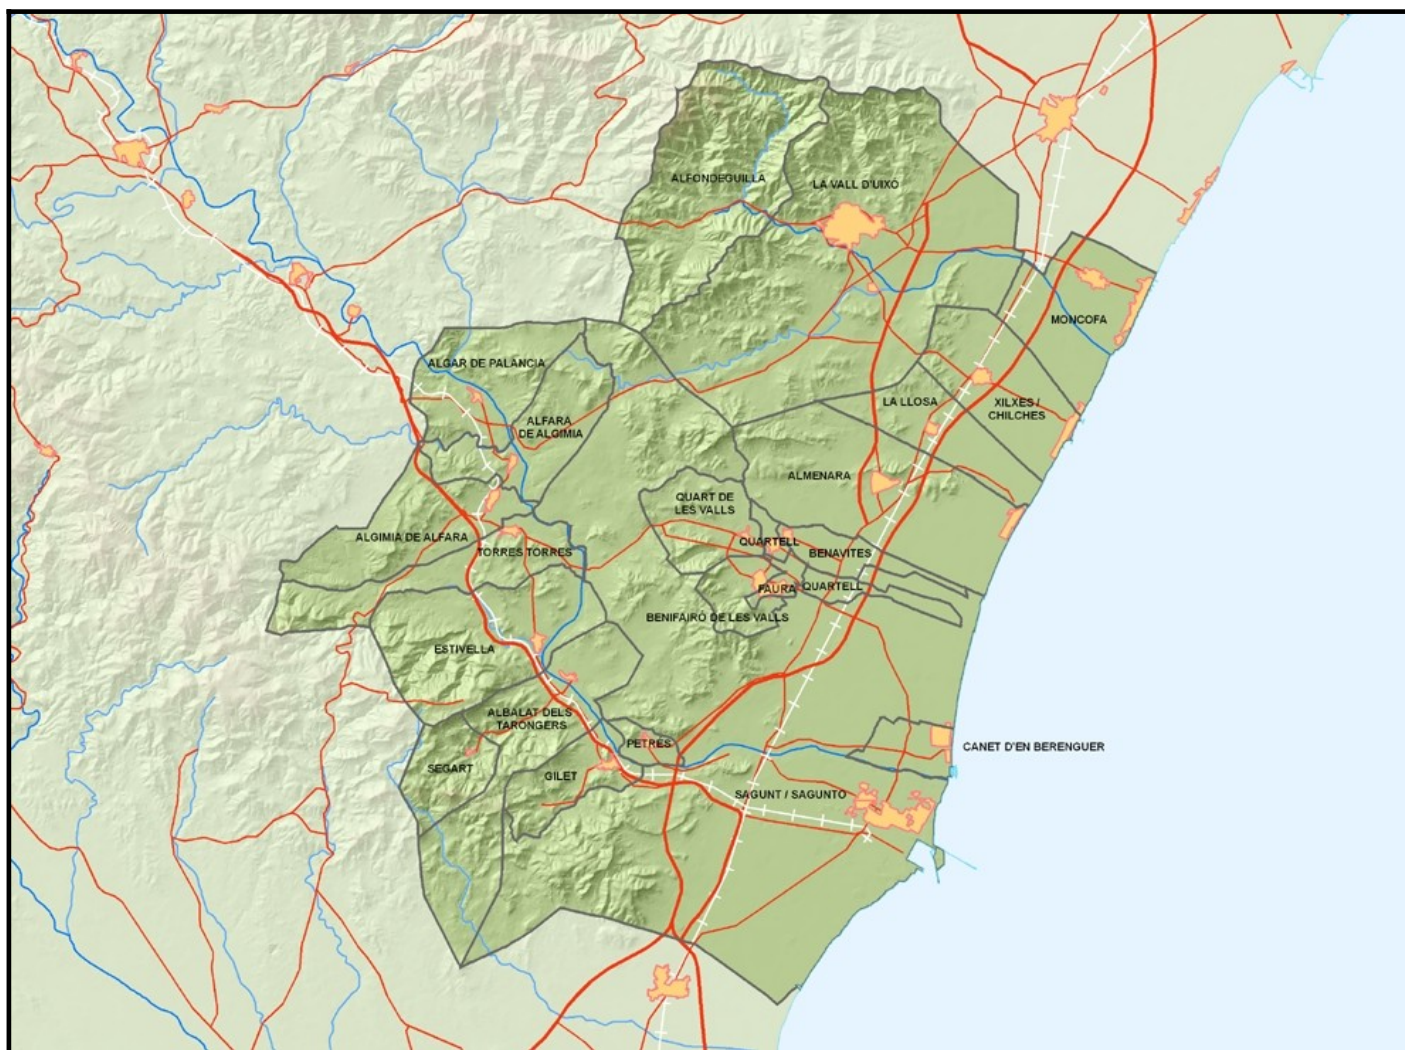 ALFONDEGUILLA
LA VALL D'UIXÓ
MONCOFA
ALGAR DE PALANCIA
LA LLOSA
XILXES /
CHILCHES
ALFARA
DE ALGIMIA
ALMENARA
QUART DE
LES VALLS
ALGIMIA DE ALFARA
TORRES TORRES
QUARTELL
BENAVITES
FAURA
QUARTELL
BENIFAIRÓ DE LES VALLS
ESTIVELLA
ALBALAT DELS
TARONGERS
PETRÉS
CANET D'EN BERENGUER
SEGART
GILET
SAGUNT / SAGUNTO